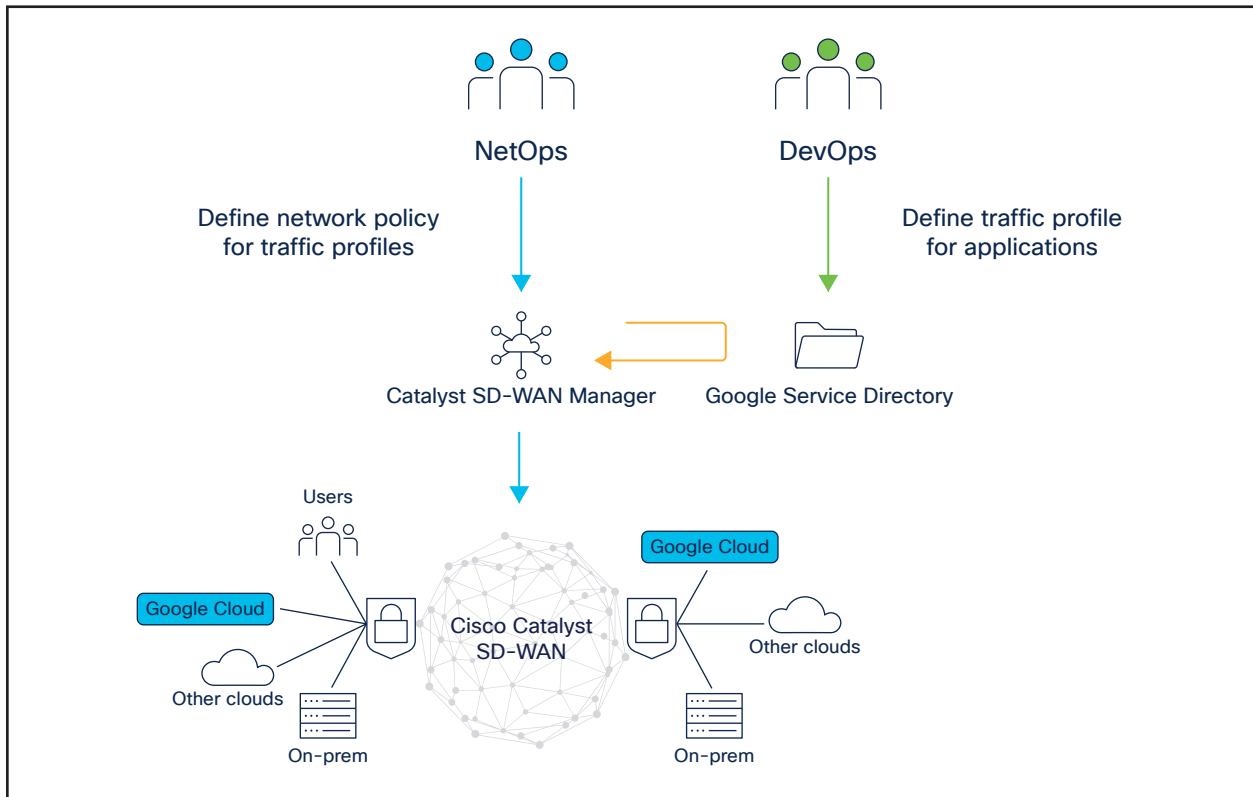 NetOps
DevOps
Define network policy
for traffic profiles
Define traffic profile
for applications
Catalyst SD-WAN Manager
Google Service Directory
Users
Google Cloud
Other clouds
On-prem
Cisco Catalyst
SD-WAN
Google Cloud
Other clouds
On-prem